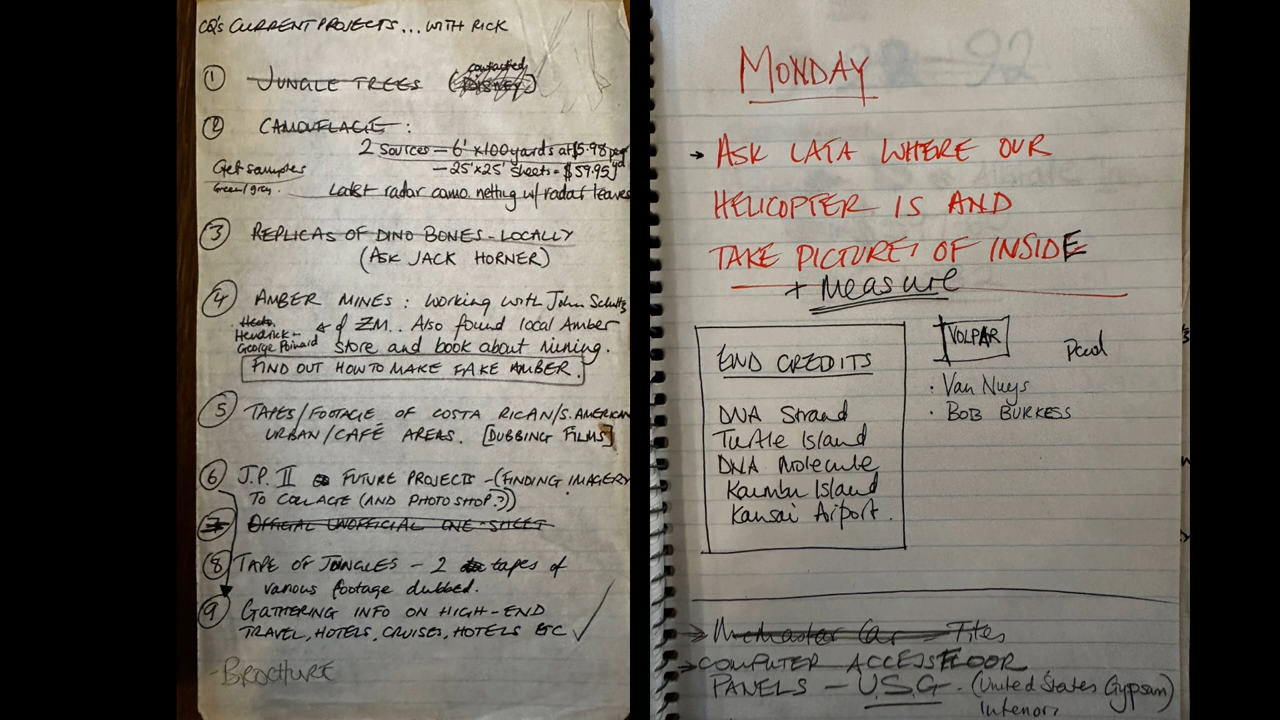 CQ's CURRENT PROJECTS... WITH RICK
① JUNGLE TREES (contacted DISNEY)
② CAMOUFLAGE:
2 sources – 6' x 100 yards at $5.98 per yd
Get samples – 25' x 25' sheets = $59.95
Green/grey. Latest radar camo. netting w/ radar leaves
③ REPLICAS OF DINO BONES - LOCALLY
(ASK JACK HORNER)
④ AMBER MINES: Working with John Schultz
of ZM.. Also found local Amber
Hendrick –
George Poinard store and book about mining.
FIND OUT HOW TO MAKE FAKE AMBER.
⑤ TAPES/FOOTAGE OF COSTA RICAN/S. AMERICAN
URBAN/CAFÉ AREAS. [DUBBING FILMS]
⑥ J.P. II FUTURE PROJECTS - (FINDING IMAGERY
TO COLLAGE (AND PHOTOSHOP?))
⑦ OFFICIAL UNOFFICIAL ONE-SHEET
⑧ TAPE OF JUNGLES – 2 tapes of
various footage dubbed.
⑨ GATHERING INFO ON HIGH-END
TRAVEL, HOTELS, CRUISES, HOTELS ETC ✓
- BROCHURE
MONDAY
→ ASK LATA WHERE OUR
HELICOPTER IS AND
TAKE PICTURES OF INSIDE
+ Measure
END CREDITS
DNA Strand
Turtle Island
DNA Molecule
Island
Kansai Airport.
VOLPAR
· Van Nuys
· BOB BURKESS
→ Car Files
→ COMPUTER ACCESS FLOOR
PANELS – U.S.G. (United States Gypsum)
Interiors